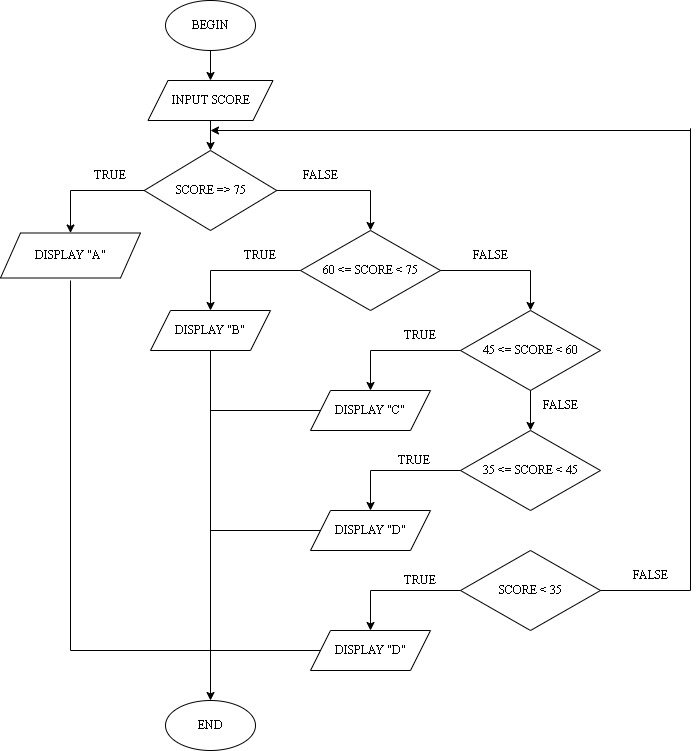 BEGIN
INPUT SCORE
TRUE
FALSE
SCORE => 75
DISPLAY "A"
TRUE
FALSE
60 <= SCORE < 75
DISPLAY "B"
TRUE
45 <= SCORE < 60
DISPLAY "C"
FALSE
TRUE
35 <= SCORE < 45
DISPLAY "D"
TRUE
FALSE
SCORE < 35
DISPLAY "D"
END